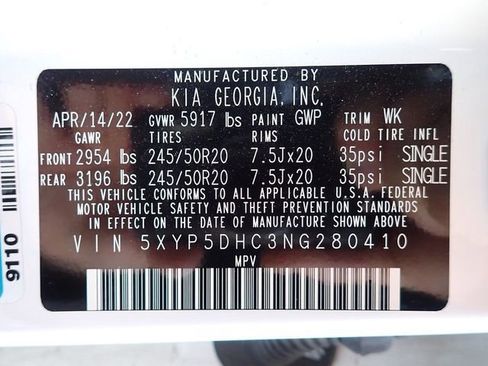 MANUFACTURED BY
KIA GEORGIA, INC.
APR/14/22 GVWR 5917 lbs PAINT GWP TRIM WK
GAWR TIRES RIMS COLD TIRE INFL
FRONT 2954 lbs 245/50R20 7.5Jx20 35psi SINGLE
REAR 3196 lbs 245/50R20 7.5Jx20 35psi SINGLE
THIS VEHICLE CONFORMS TO ALL APPLICABLE U.S.A. FEDERAL
MOTOR VEHICLE SAFETY AND THEFT PREVENTION STANDARDS
IN EFFECT ON THE DATE OF MANUFACTURE SHOWN ABOVE.
VIN 5XYP5DHC3NG280410
MPV
9110